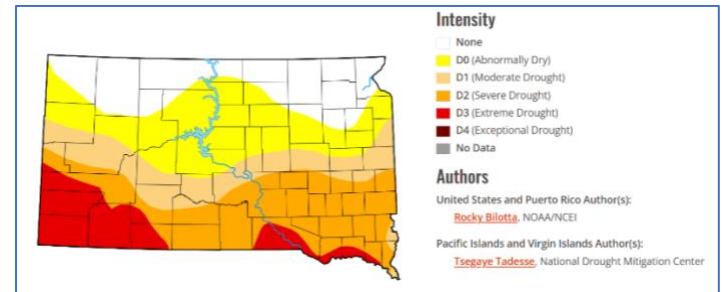 Intensity
None
D0 (Abnormally Dry)
D1 (Moderate Drought)
D2 (Severe Drought)
D3 (Extreme Drought)
D4 (Exceptional Drought)
No Data
Authors
United States and Puerto Rico Author(s):
Rocky Bilotta, NOAA/NCEI
Pacific Islands and Virgin Islands Author(s):
Tsegaye Tadesse, National Drought Mitigation Center